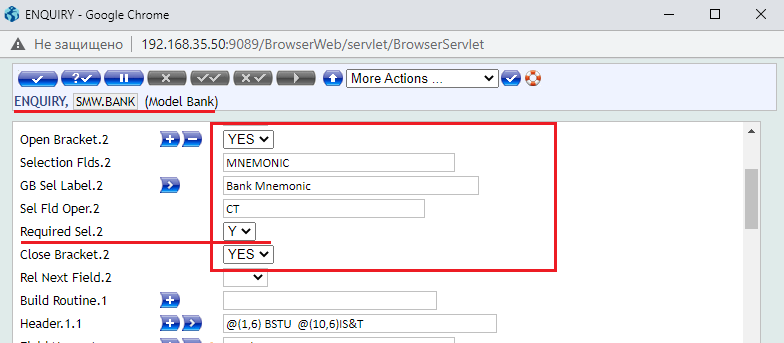 ENQUIRY - Google Chrome
Не защищено 192.168.35.50:9089/BrowserWeb/servlet/BrowserServlet
More Actions ...
ENQUIRY, SMW.BANK (Model Bank)
Open Bracket.2 YES
Selection Flds.2 MNEMONIC
GB Sel Label.2 Bank Mnemonic
Sel Fld Oper.2 CT
Required Sel.2 Y
Close Bracket.2 YES
Rel Next Field.2
Build Routine.1
Header.1.1 @(1,6) BSTU @(10,6)IS&T